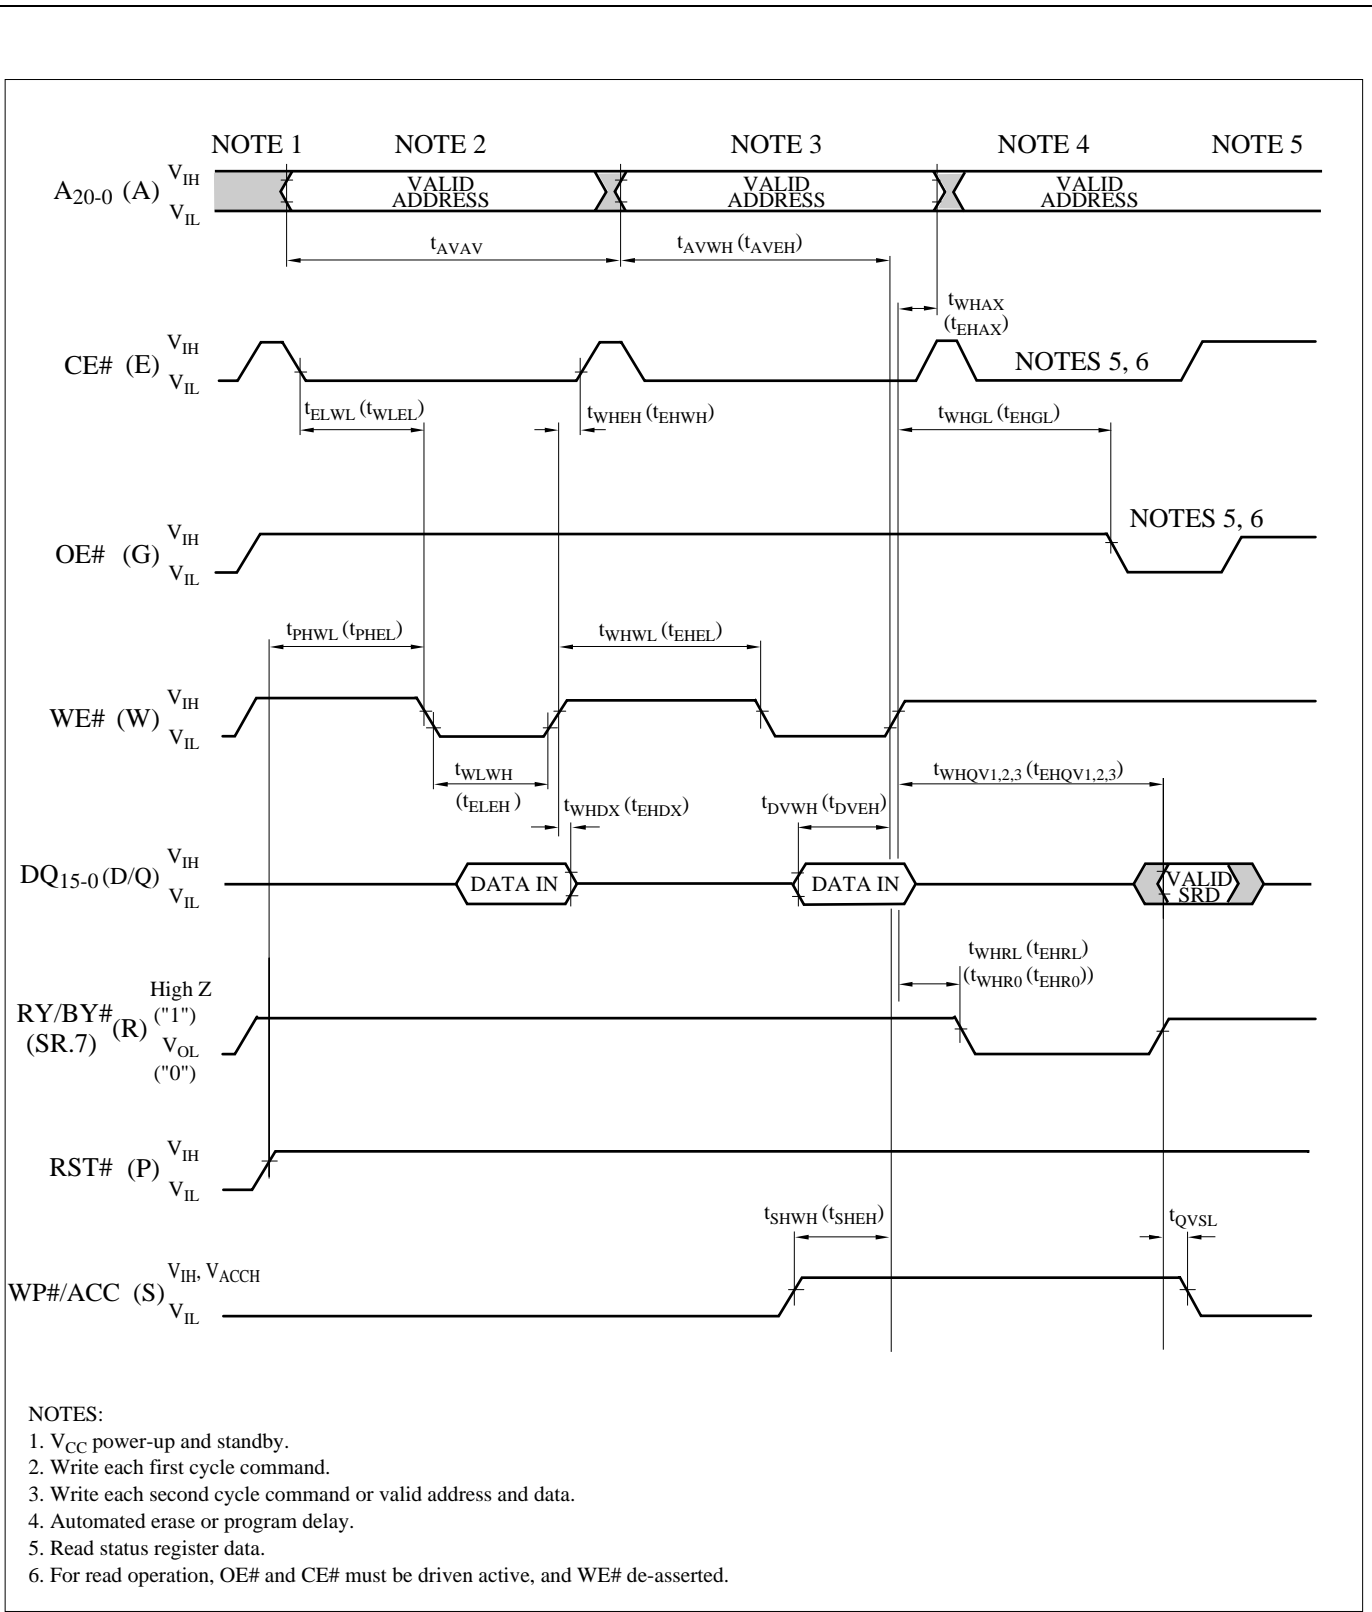 NOTE 1 NOTE 2 NOTE 3 NOTE 4 NOTE 5
A20-0 (A) VIH VIL
VALID ADDRESS VALID ADDRESS VALID ADDRESS
tAVAV tAVWH (tAVEH)
tWHAX
(tEHAX)
CE# (E) VIH VIL NOTES 5, 6
tELWL (tWLEL) tWHEH (tEHWH) tWHGL (tEHGL)
OE# (G) VIH VIL NOTES 5, 6
tPHWL (tPHEL) tWHWL (tEHEL)
WE# (W) VIH VIL
tWLWH
(tELEH )
tWHQV1,2,3 (tEHQV1,2,3)
tWHDX (tEHDX) tDVWH (tDVEH)
DQ15-0 (D/Q) VIH VIL
DATA IN DATA IN VALID SRD
tWHRL (tEHRL)
(tWHR0 (tEHR0))
High Z
RY/BY# (R) ("1")
(SR.7) VOL
("0")
RST# (P) VIH VIL
tSHWH (tSHEH) tQVSL
WP#/ACC (S) VIH, VACCH VIL
NOTES:
1. VCC power-up and standby.
2. Write each first cycle command.
3. Write each second cycle command or valid address and data.
4. Automated erase or program delay.
5. Read status register data.
6. For read operation, OE# and CE# must be driven active, and WE# de-asserted.